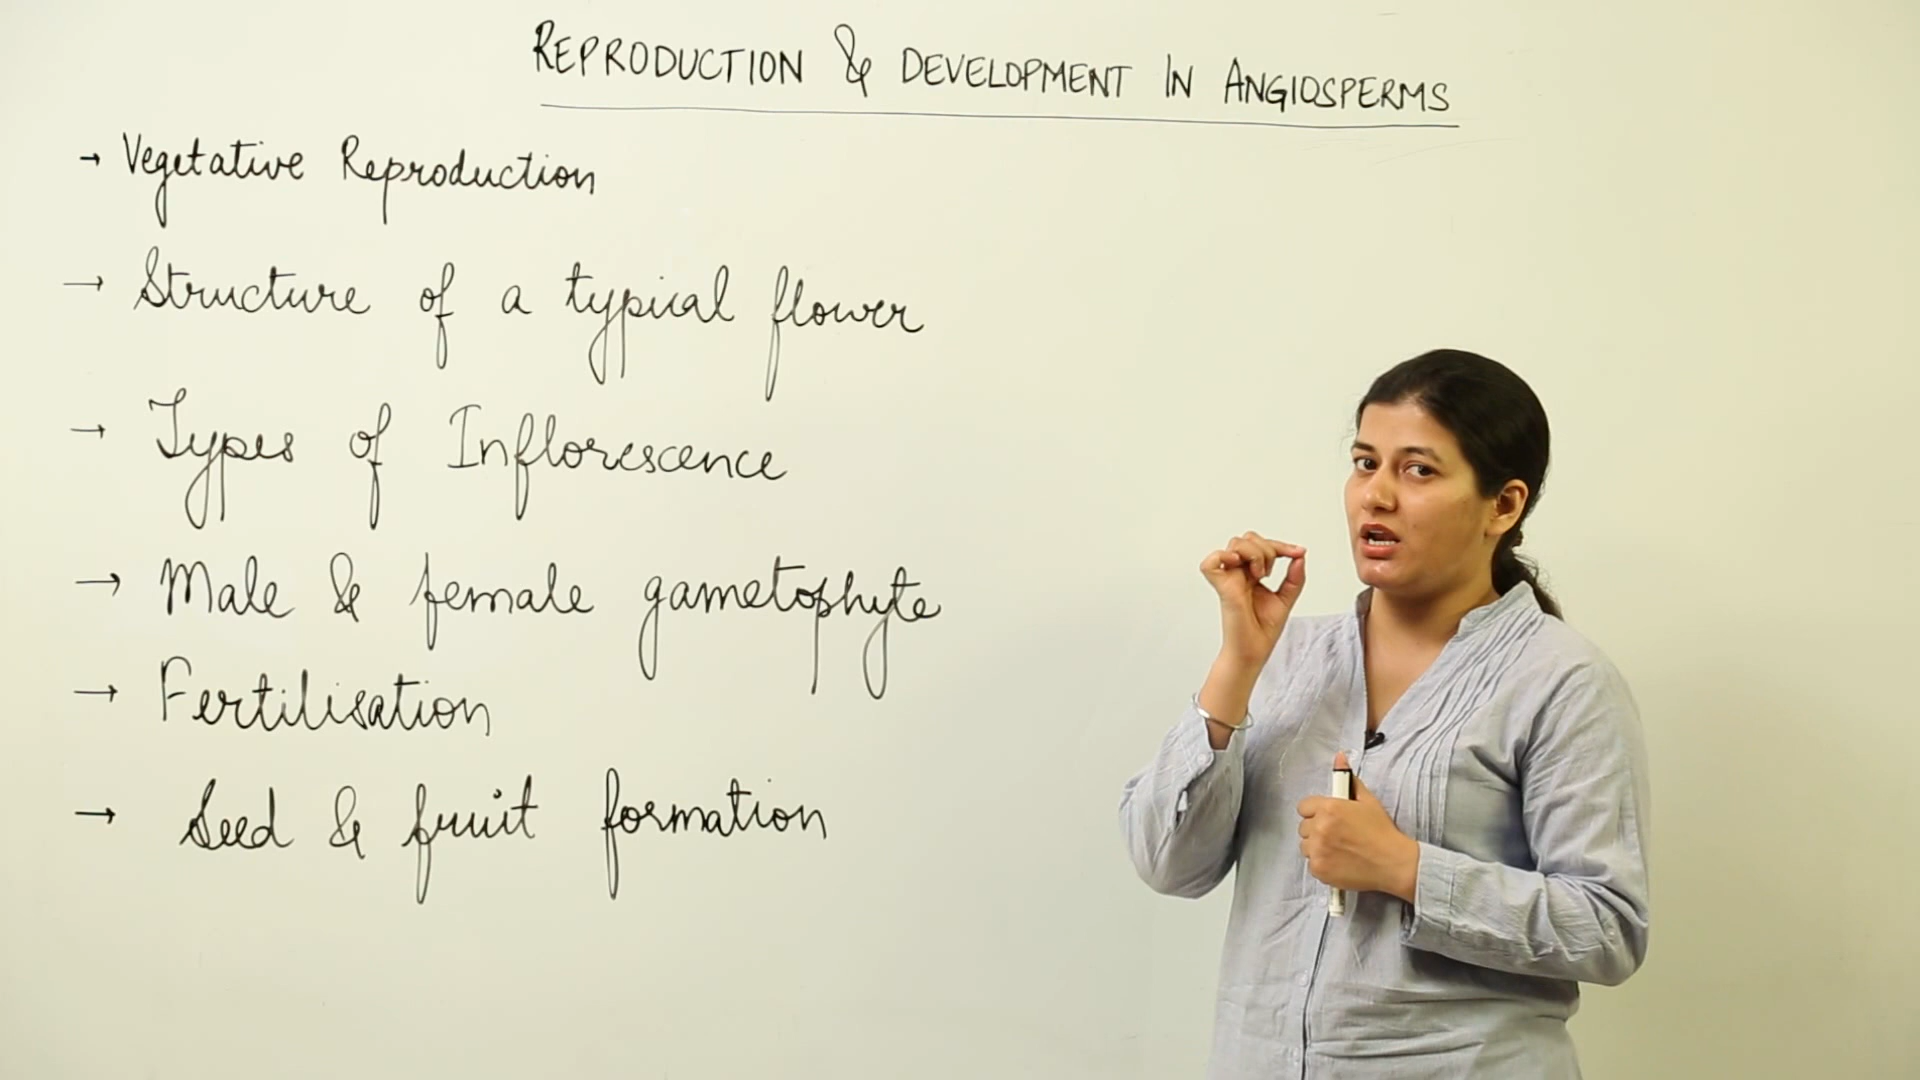 REPRODUCTION & DEVELOPMENT IN ANGIOSPERMS
→ Vegetative Reproduction
→ Structure of a typical flower
→ Types of Inflorescence
→ Male & female gametophyte
→ Fertilisation
→ Seed & fruit formation